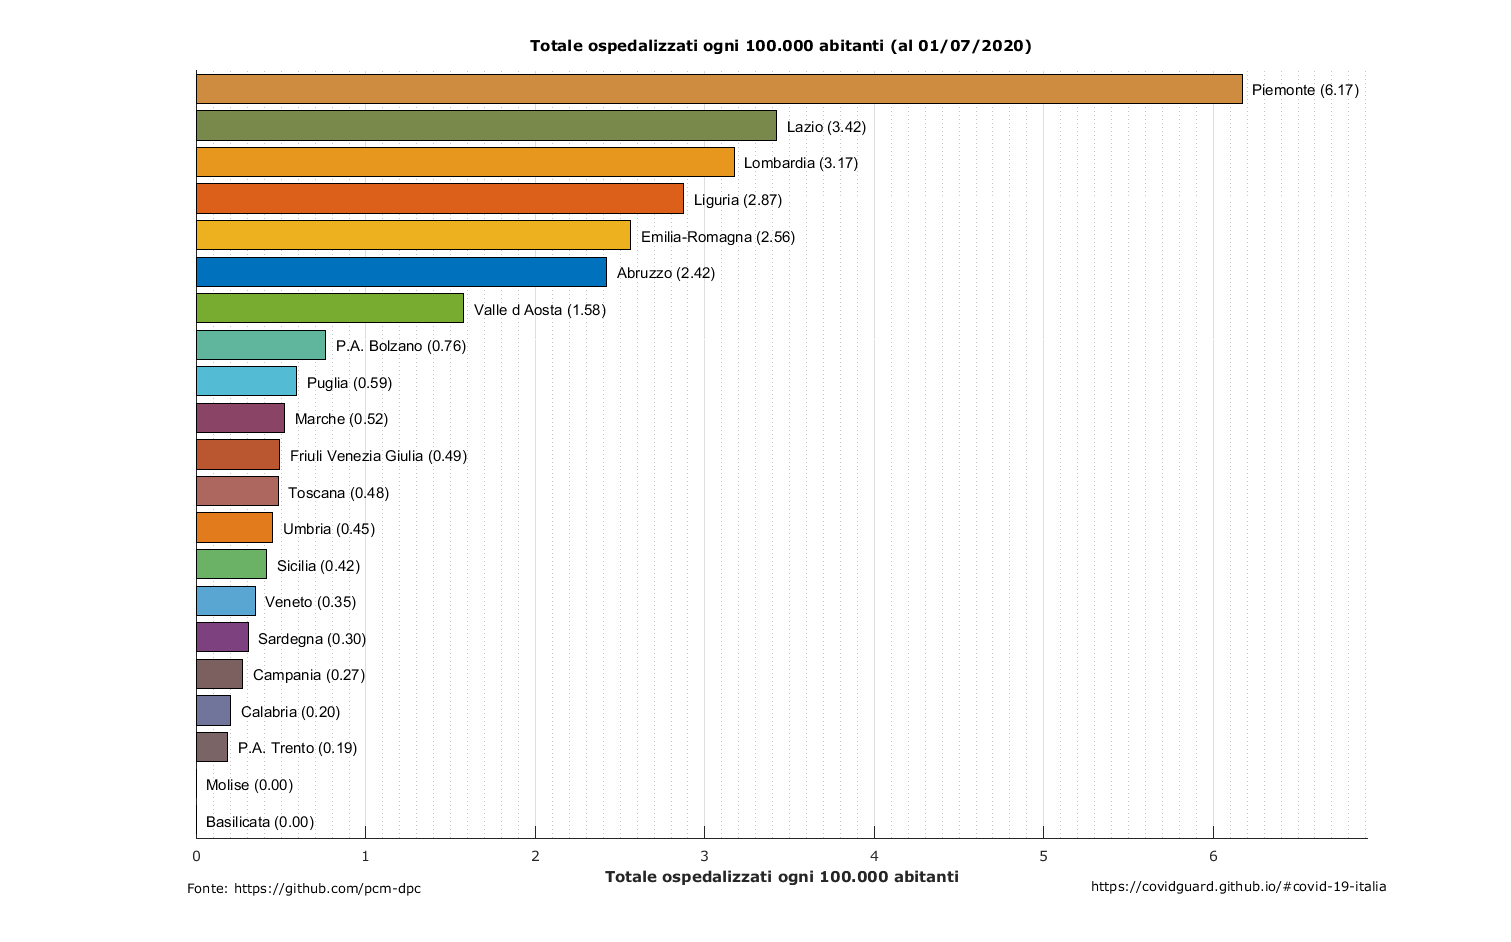 Totale ospedalizzati ogni 100.000 abitanti (al 01/07/2020)
Piemonte (6.17)
Lazio (3.42)
Lombardia (3.17)
Liguria (2.87)
Emilia-Romagna (2.56)
Abruzzo (2.42)
Valle d Aosta (1.58)
P.A. Bolzano (0.76)
Puglia (0.59)
Marche (0.52)
Friuli Venezia Giulia (0.49)
Toscana (0.48)
Umbria (0.45)
Sicilia (0.42)
Veneto (0.35)
Sardegna (0.30)
Campania (0.27)
Calabria (0.20)
P.A. Trento (0.19)
Molise (0.00)
Basilicata (0.00)
0 1 2 3 4 5 6
Totale ospedalizzati ogni 100.000 abitanti
Fonte: https://github.com/pcm-dpc
https://covidguard.github.io/#covid-19-italia